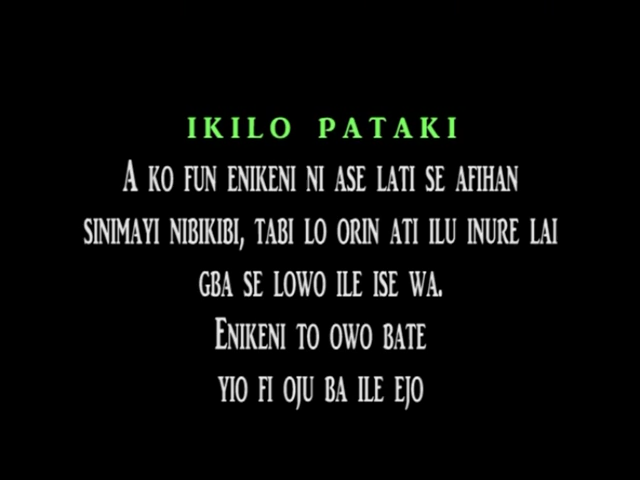 IKILO PATAKI
A KO FUN ENIKENI NI ASE LATI SE AFIHAN
SINIMAYI NIBIKIBI, TABI LO ORIN ATI ILU INURE LAI
GBA SE LOWO ILE ISE WA.
ENIKENI TO OWO BATE
YIO FI OJU BA ILE EJO